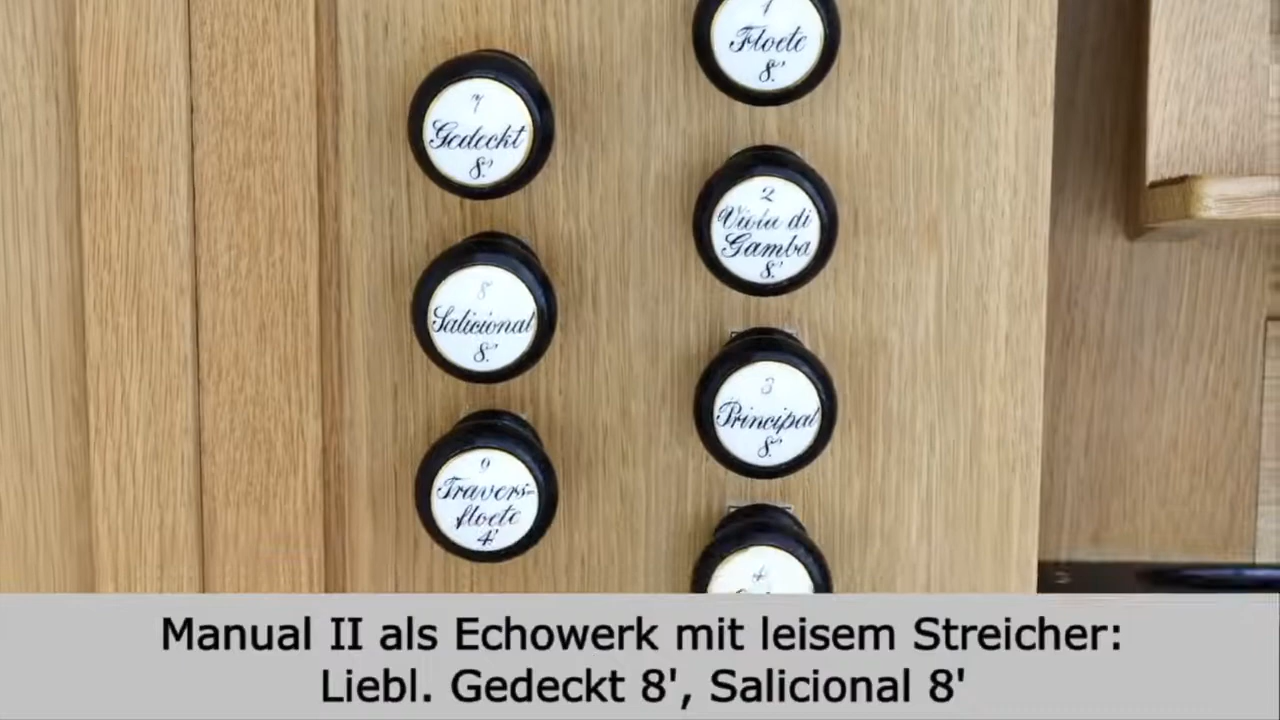 7
Gedeckt
8'
8
Salicional
8'
9
Travers-
floete
4'
1
Floete
8'
2
Viola di
Gamba
8'
3
Principal
8'
4
Manual II als Echowerk mit leisem Streicher:
Liebl. Gedeckt 8', Salicional 8'